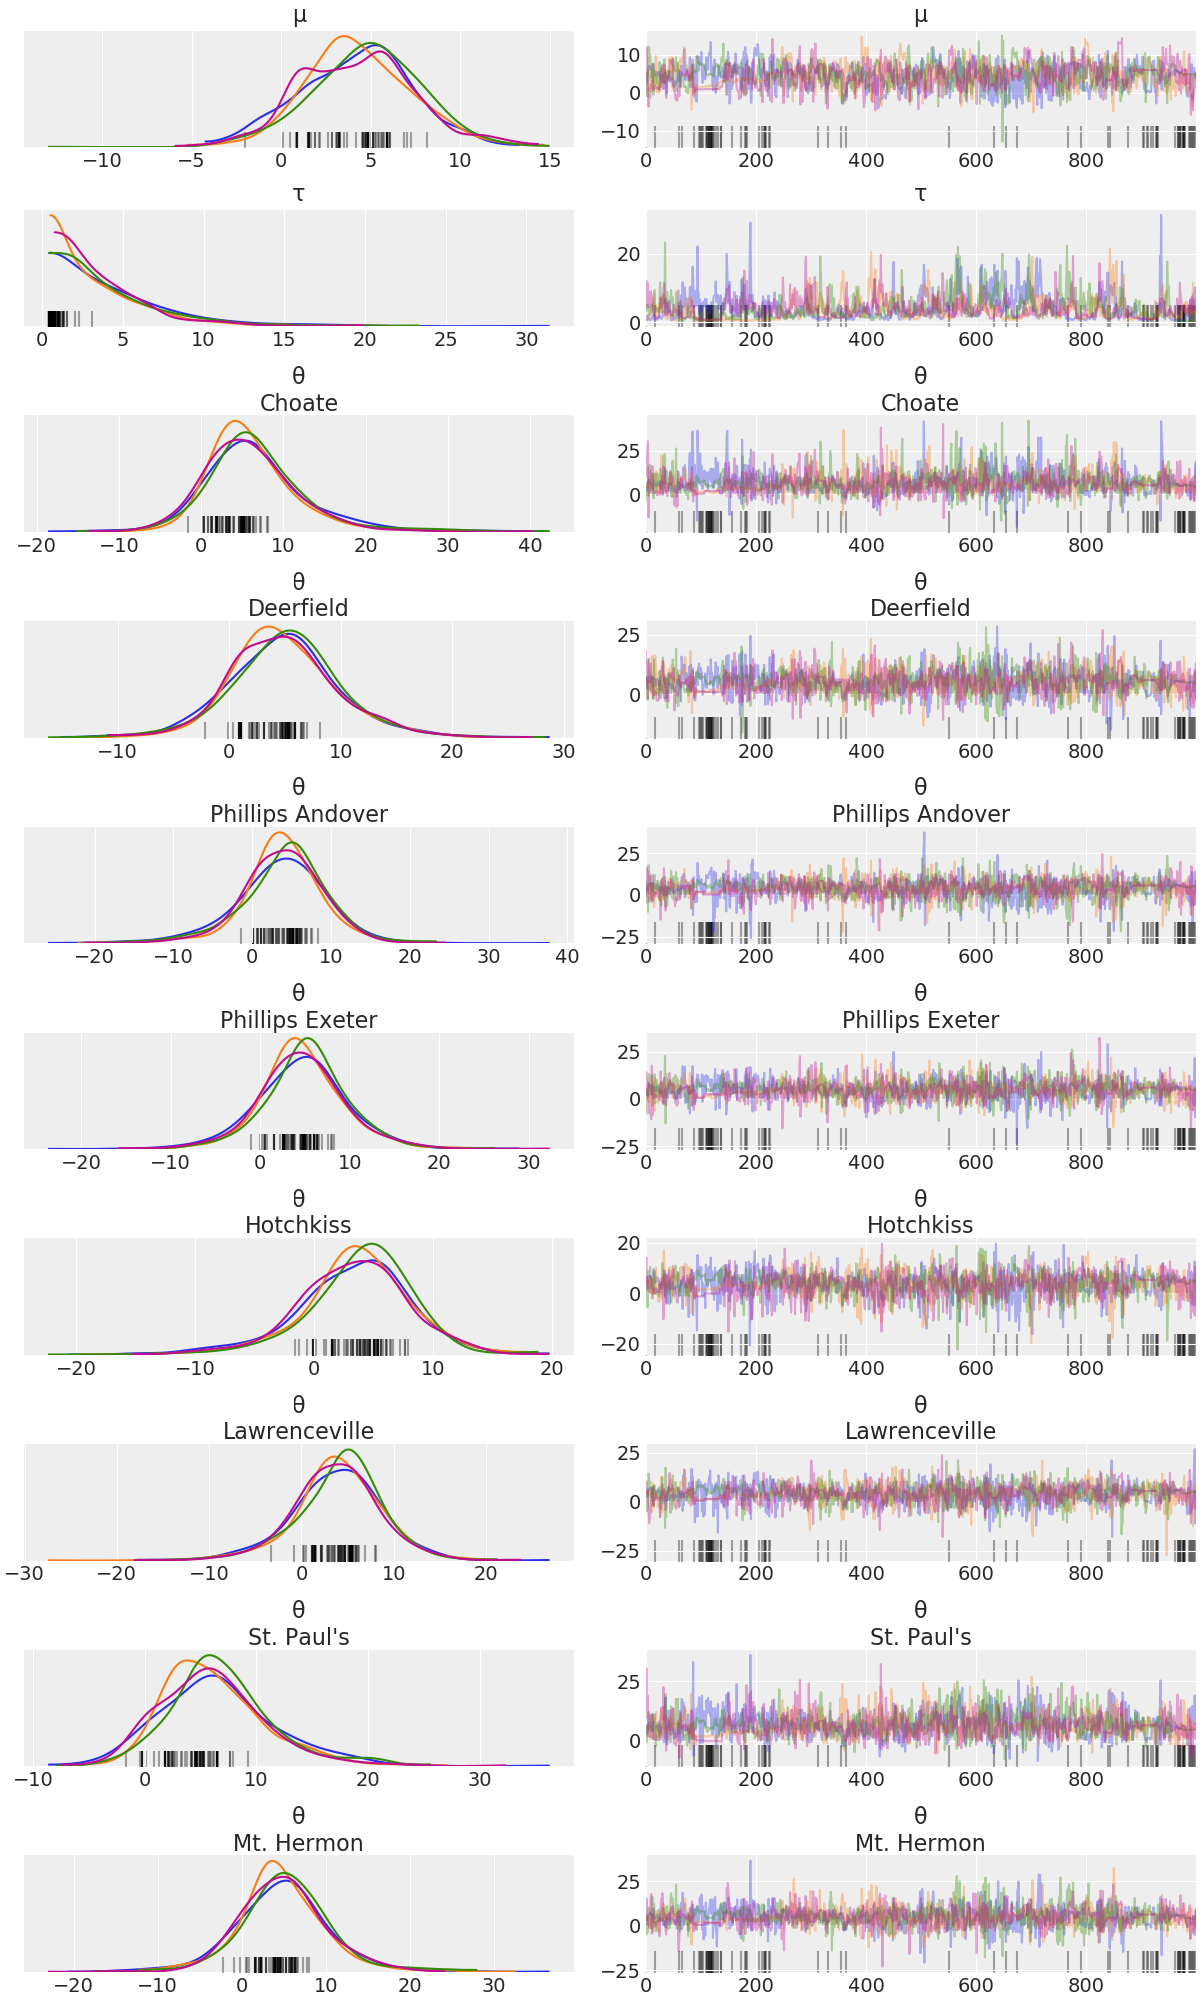 μ μ
−10 −5 0 5 10 15
10
0
−10
0 200 400 600 800
τ τ
0 5 10 15 20 25 30
20
0
0 200 400 600 800
θ θ
Choate Choate
−20 −10 0 10 20 30 40
25
0
0 200 400 600 800
θ θ
Deerfield Deerfield
−10 0 10 20 30
25
0
0 200 400 600 800
θ θ
Phillips Andover Phillips Andover
−20 −10 0 10 20 30 40
25
0
−25
0 200 400 600 800
θ θ
Phillips Exeter Phillips Exeter
−20 −10 0 10 20 30
25
0
−25
0 200 400 600 800
θ θ
Hotchkiss Hotchkiss
−20 −10 0 10 20
20
0
−20
0 200 400 600 800
θ θ
Lawrenceville Lawrenceville
−30 −20 −10 0 10 20
25
0
−25
0 200 400 600 800
θ θ
St. Paul's St. Paul's
−10 0 10 20 30
25
0
0 200 400 600 800
θ θ
Mt. Hermon Mt. Hermon
−20 −10 0 10 20 30
25
0
−25
0 200 400 600 800